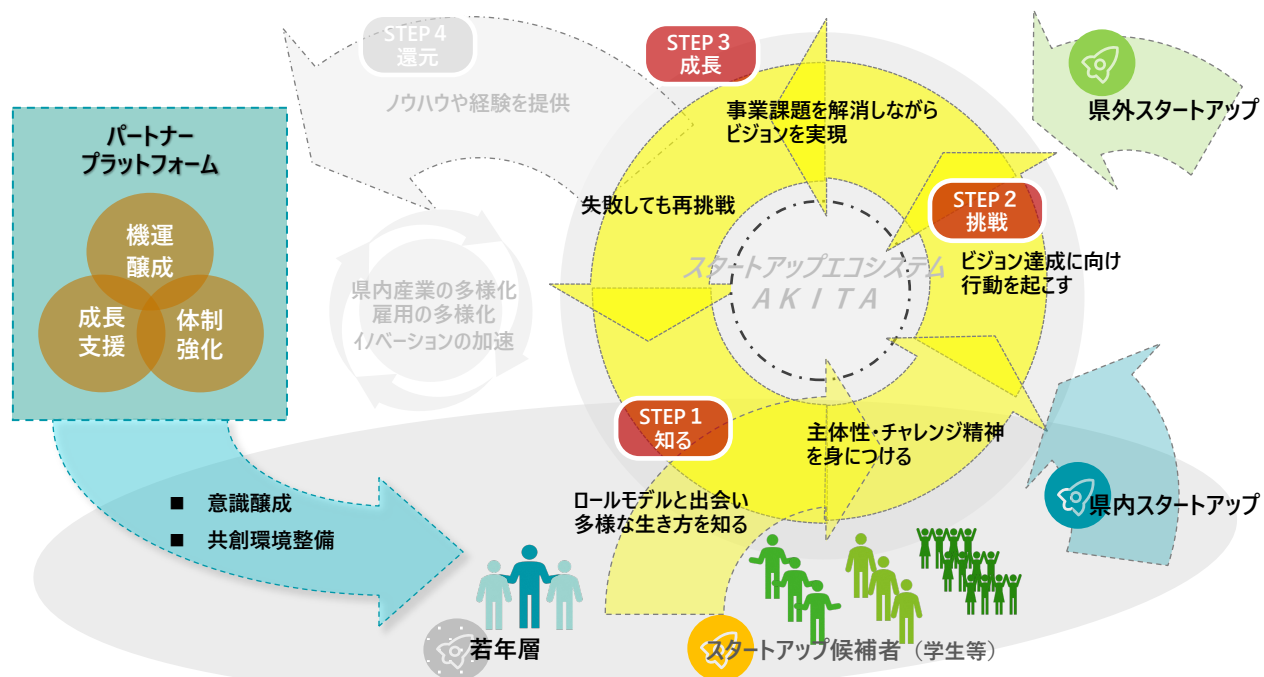 STEP４
還元
ノウハウや経験を提供
STEP３
成長
事業課題を解消しながら
ビジョンを実現
県外スタートアップ
パートナー
プラットフォーム
機運
醸成
成長
支援
体制
強化
失敗しても再挑戦
STEP２
挑戦
ビジョン達成に向け
行動を起こす
スタートアップエコシステム
ＡＫＩＴＡ
県内産業の多様化
雇用の多様化
イノベーションの加速
STEP１
知る
主体性・チャレンジ精神
を身につける
ロールモデルと出会い
多様な生き方を知る
県内スタートアップ
■ 意識醸成
■ 共創環境整備
若年層
スタートアップ候補者（学生等）